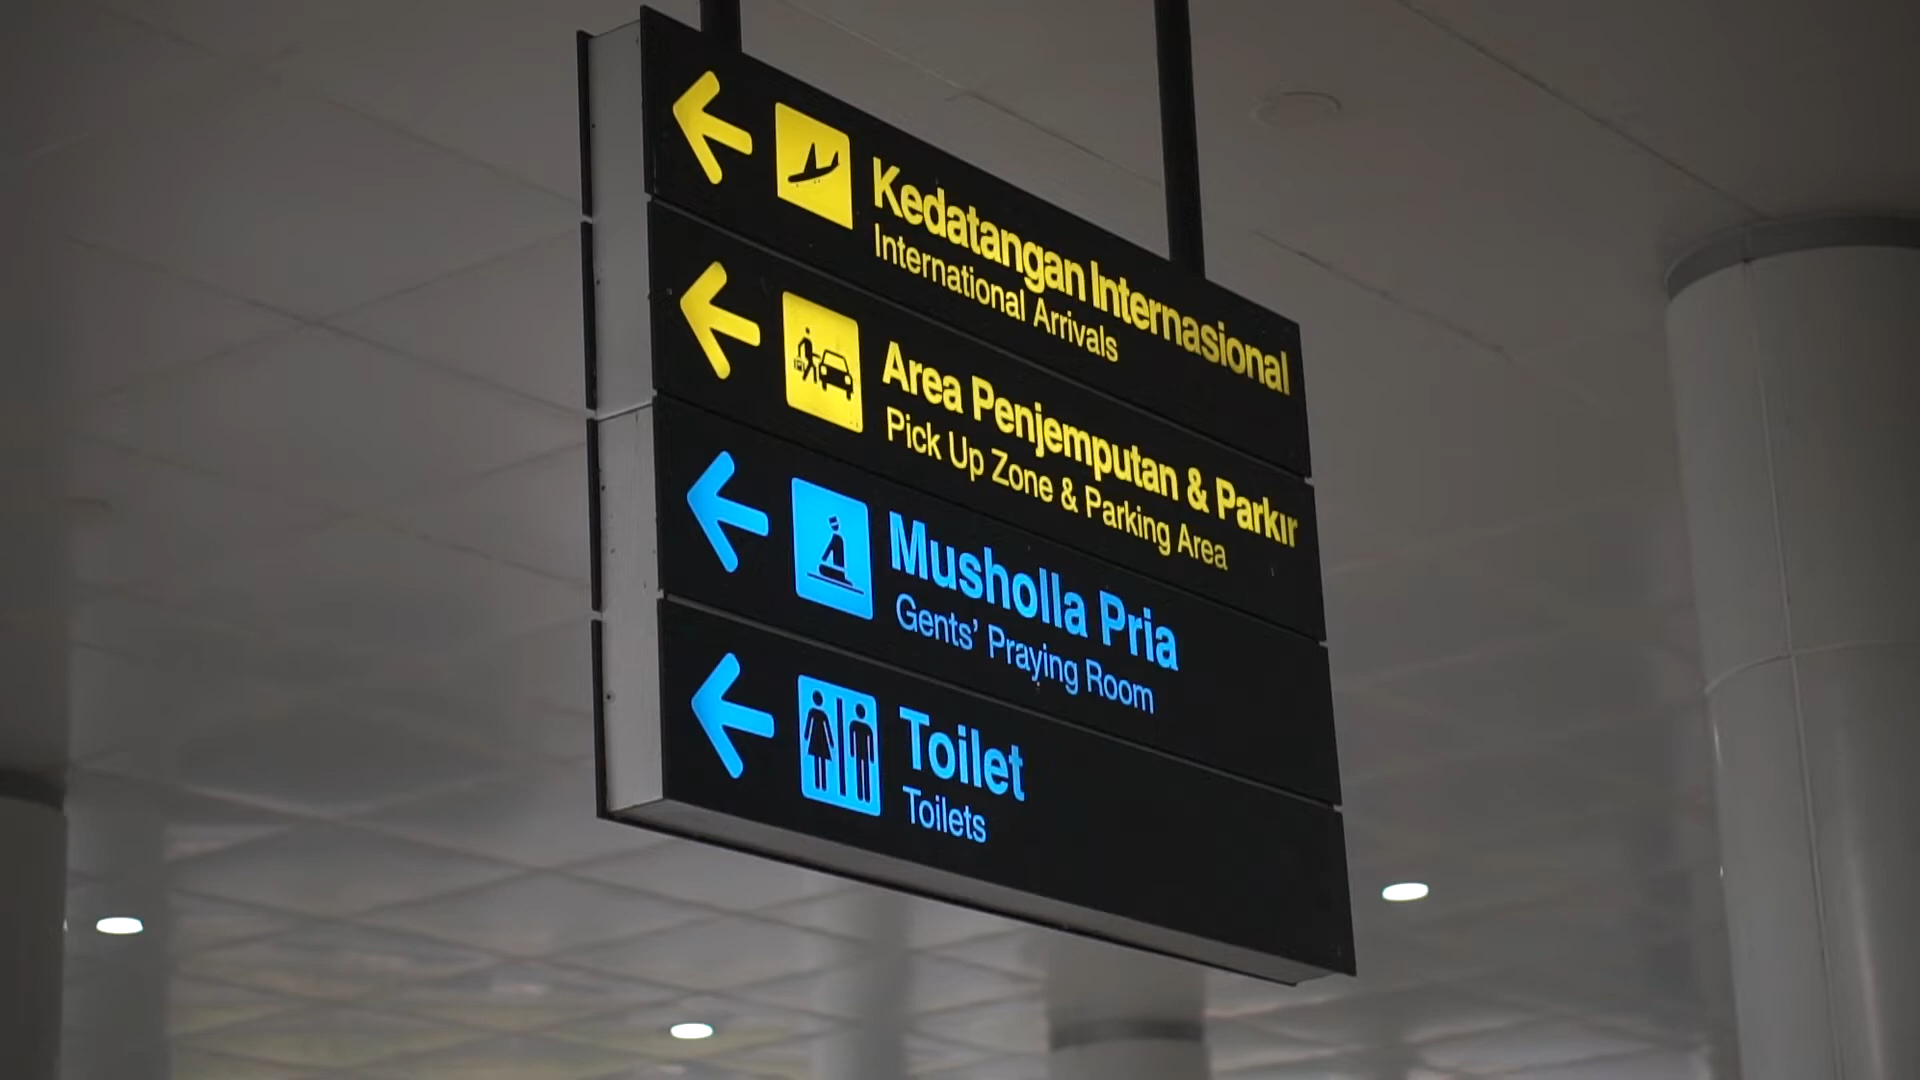 Kedatangan Internasional
International Arrivals
Area Penjemputan & Parkir
Pick Up Zone & Parking Area
Musholla Pria
Gents’ Praying Room
Toilet
Toilets